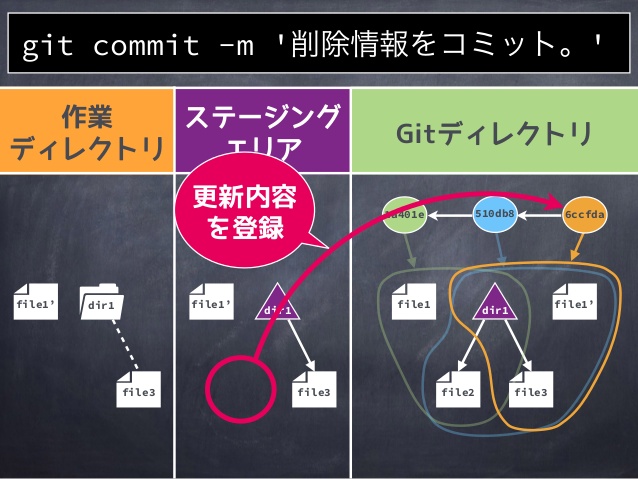 git commit -m '削除情報をコミット。'
作業
ディレクトリ
ステージング
エリア
Gitディレクトリ
更新内容
を登録
510db8
6ccfda
file1’
dir1
file3
file1’
dir1
file3
file1
dir1
file1’
file2
file3